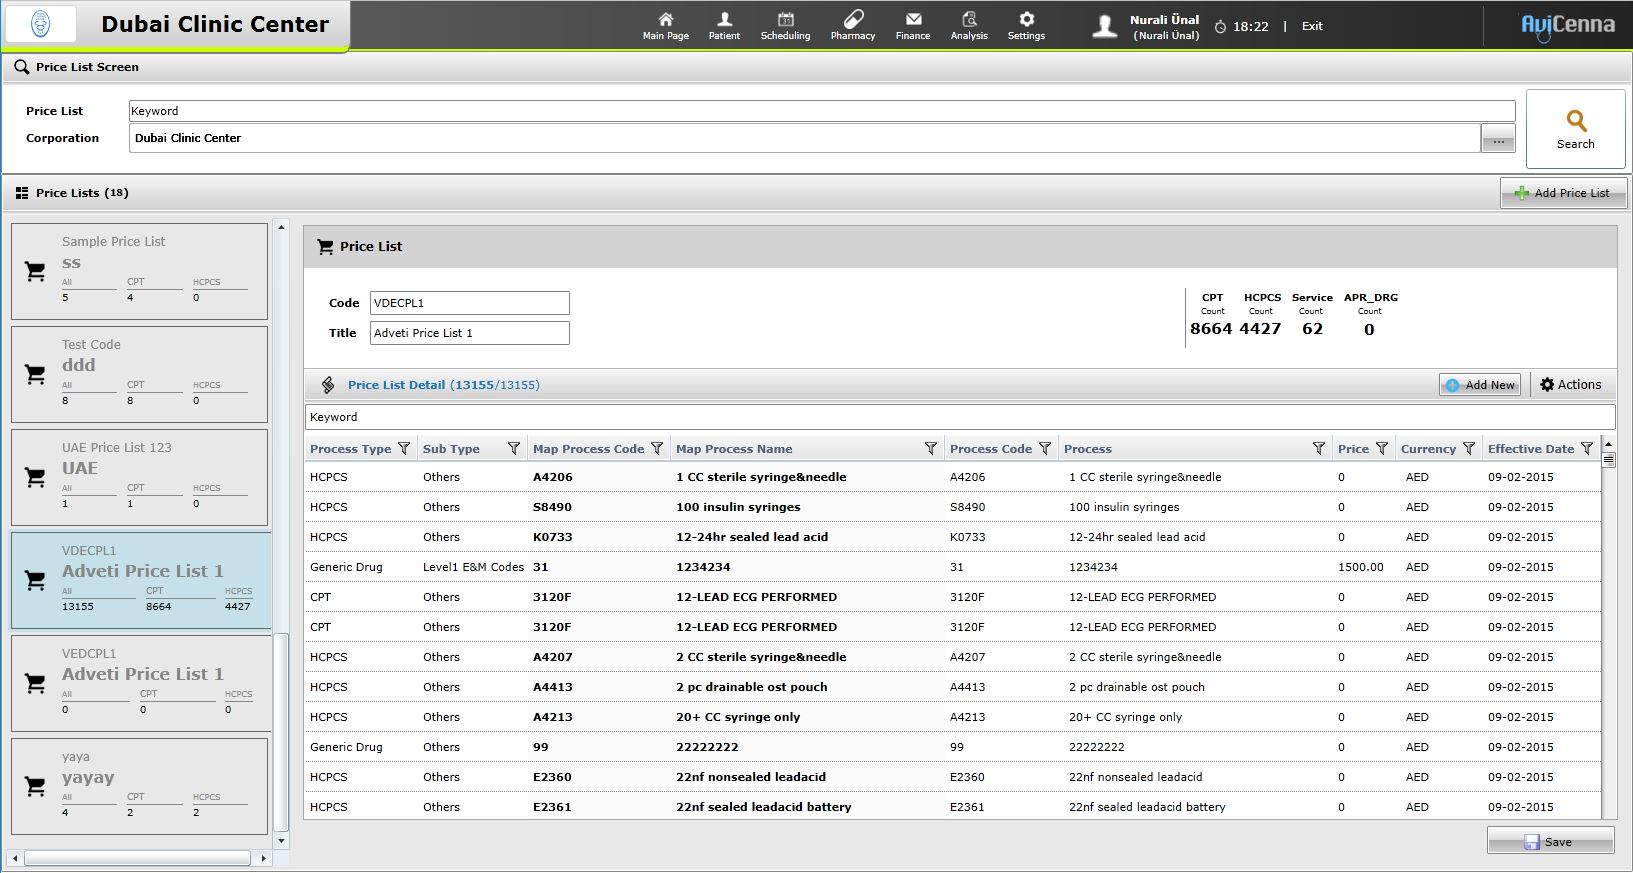 Dubai Clinic Center
Main Page Patient Scheduling Pharmacy Finance Analysis Settings
Nurali Ünal
(Nurali Ünal)
18:22 | Exit
AviCenna
Price List Screen
Price List Keyword
Corporation Dubai Clinic Center ...
Search
Price Lists (18) Add Price List
Sample Price List
ss
All CPT HCPCS
5 4 0
Test Code
ddd
All CPT HCPCS
8 8 0
UAE Price List 123
UAE
All CPT HCPCS
1 1 0
VDECPL1
Adveti Price List 1
All CPT HCPCS
13155 8664 4427
VEDCPL1
Adveti Price List 1
All CPT HCPCS
0 0 0
yaya
yayay
All CPT HCPCS
4 2 2
Price List
Code VDECPL1
Title Adveti Price List 1
CPT HCPCS Service APR_DRG
Count Count Count Count
8664 4427 62 0
Price List Detail (13155/13155) Add New Actions
Keyword
Process Type Sub Type Map Process Code Map Process Name Process Code Process Price Currency Effective Date
HCPCS Others A4206 1 CC sterile syringe&needle A4206 1 CC sterile syringe&needle 0 AED 09-02-2015
HCPCS Others S8490 100 insulin syringes S8490 100 insulin syringes 0 AED 09-02-2015
HCPCS Others K0733 12-24hr sealed lead acid K0733 12-24hr sealed lead acid 0 AED 09-02-2015
Generic Drug Level1 E&M Codes 31 1234234 31 1234234 1500.00 AED 09-02-2015
CPT Others 3120F 12-LEAD ECG PERFORMED 3120F 12-LEAD ECG PERFORMED 0 AED 09-02-2015
CPT Others 3120F 12-LEAD ECG PERFORMED 3120F 12-LEAD ECG PERFORMED 0 AED 09-02-2015
HCPCS Others A4207 2 CC sterile syringe&needle A4207 2 CC sterile syringe&needle 0 AED 09-02-2015
HCPCS Others A4413 2 pc drainable ost pouch A4413 2 pc drainable ost pouch 0 AED 09-02-2015
HCPCS Others A4213 20+ CC syringe only A4213 20+ CC syringe only 0 AED 09-02-2015
Generic Drug Others 99 22222222 99 22222222 0 AED 09-02-2015
HCPCS Others E2360 22nf nonsealed leadacid E2360 22nf nonsealed leadacid 0 AED 09-02-2015
HCPCS Others E2361 22nf sealed leadacid battery E2361 22nf sealed leadacid battery 0 AED 09-02-2015
Save